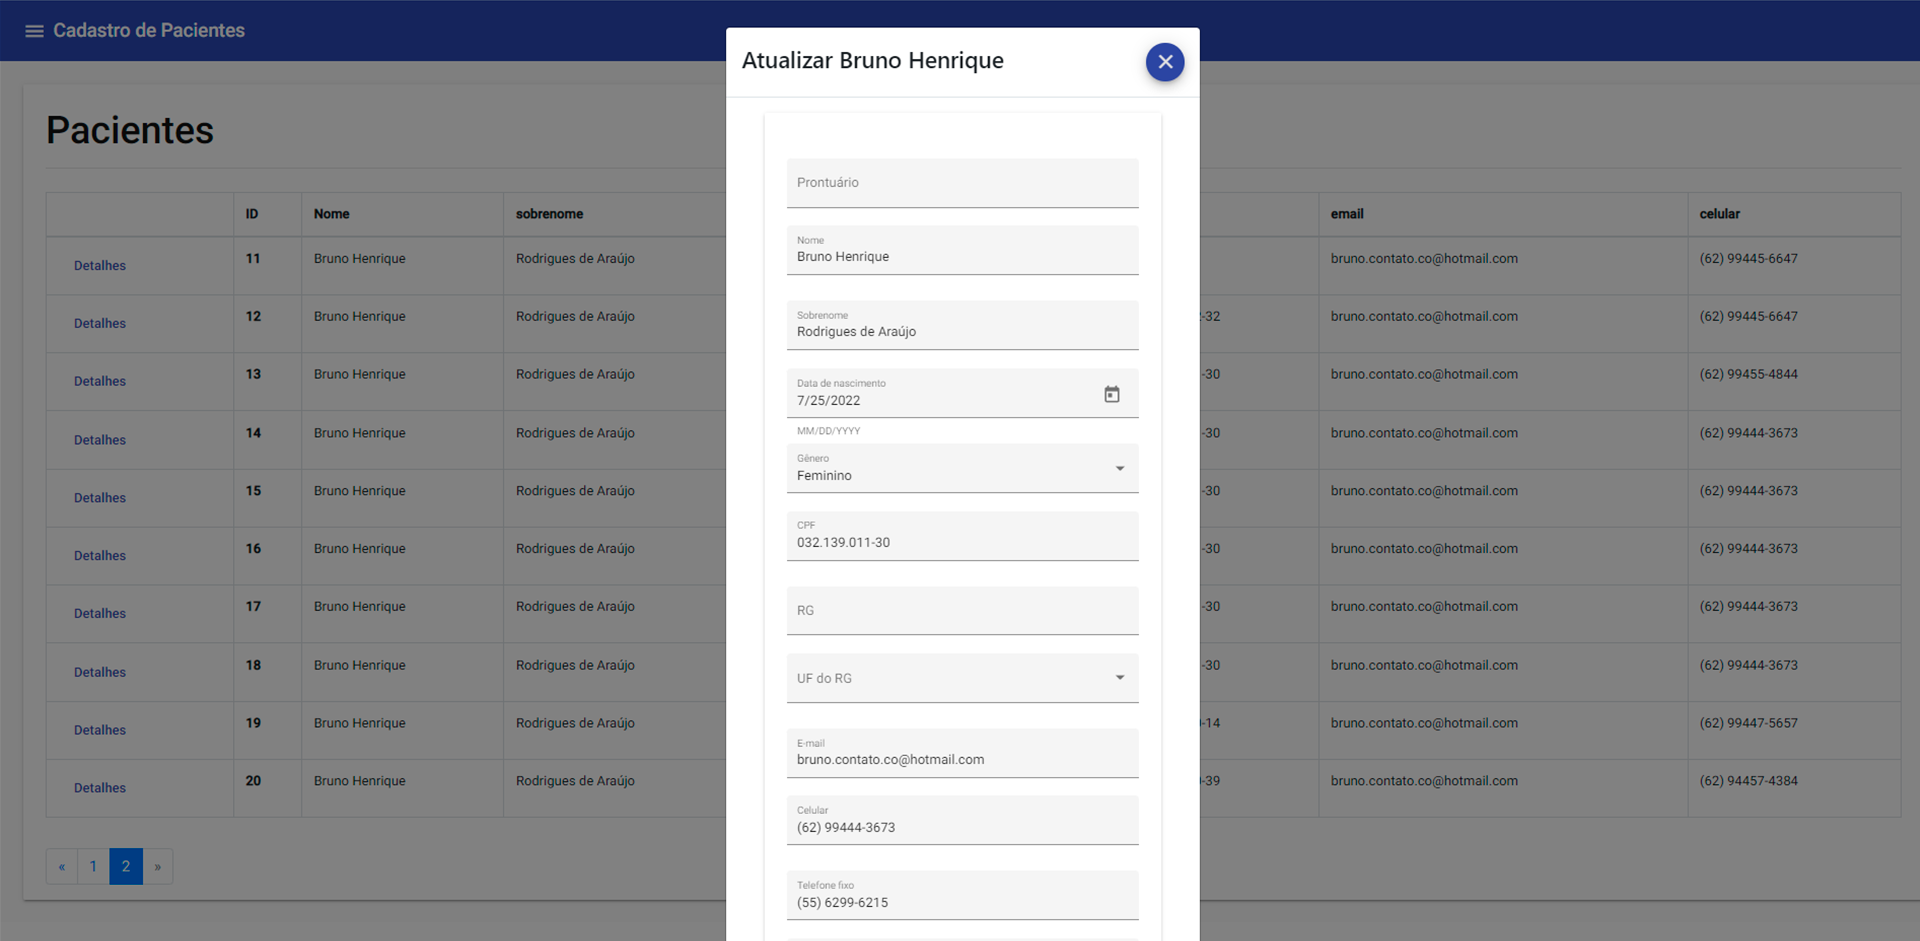 Cadastro de Pacientes
Pacientes
ID Nome sobrenome email celular
Detalhes 11 Bruno Henrique Rodrigues de Araújo bruno.contato.co@hotmail.com (62) 99445-6647
Detalhes 12 Bruno Henrique Rodrigues de Araújo -32 bruno.contato.co@hotmail.com (62) 99445-6647
Detalhes 13 Bruno Henrique Rodrigues de Araújo -30 bruno.contato.co@hotmail.com (62) 99455-4844
Detalhes 14 Bruno Henrique Rodrigues de Araújo -30 bruno.contato.co@hotmail.com (62) 99444-3673
Detalhes 15 Bruno Henrique Rodrigues de Araújo -30 bruno.contato.co@hotmail.com (62) 99444-3673
Detalhes 16 Bruno Henrique Rodrigues de Araújo -30 bruno.contato.co@hotmail.com (62) 99444-3673
Detalhes 17 Bruno Henrique Rodrigues de Araújo -30 bruno.contato.co@hotmail.com (62) 99444-3673
Detalhes 18 Bruno Henrique Rodrigues de Araújo -30 bruno.contato.co@hotmail.com (62) 99444-3673
Detalhes 19 Bruno Henrique Rodrigues de Araújo -14 bruno.contato.co@hotmail.com (62) 99447-5657
Detalhes 20 Bruno Henrique Rodrigues de Araújo -39 bruno.contato.co@hotmail.com (62) 94457-4384
« 1 2 »
Atualizar Bruno Henrique
Prontuário
Nome
Bruno Henrique
Sobrenome
Rodrigues de Araújo
Data de nascimento
7/25/2022
MM/DD/YYYY
Gênero
Feminino
CPF
032.139.011-30
RG
UF do RG
E-mail
bruno.contato.co@hotmail.com
Celular
(62) 99444-3673
Telefone fixo
(55) 6299-6215